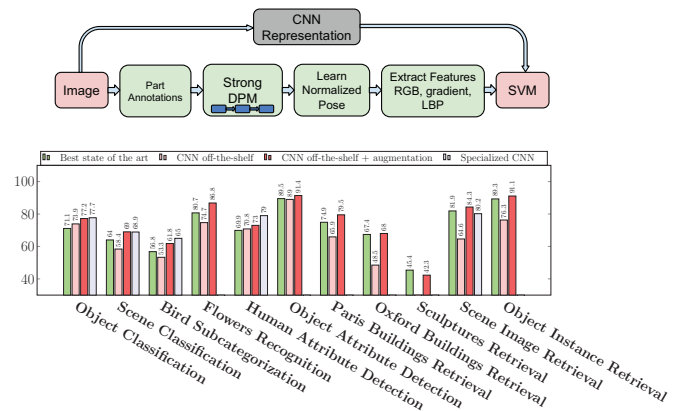 CNN
Representation
Image
Part
Annotations
Strong
DPM
Learn
Normalized
Pose
Extract Features
RGB, gradient,
LBP
SVM
Best state of the art
CNN off-the-shelf
CNN off-the-shelf + augmentation
Specialized CNN
100
80
60
40
71.1
73.9
77.2
77.7
64
58.4
69
68.9
56.8
53.3
61.8
65
80.7
74.7
86.8
69.9
70.8
73
79
89.5
89
91.4
74.9
65.9
79.5
67.4
48.5
68
45.4
42.3
81.9
64.6
84.3
80.2
89.3
76.3
91.1
Object Classification
Scene Classification
Bird Subcategorization
Flowers Recognition
Human Attribute Detection
Object Attribute Detection
Paris Buildings Retrieval
Oxford Buildings Retrieval
Sculptures Retrieval
Scene Image Retrieval
Object Instance Retrieval